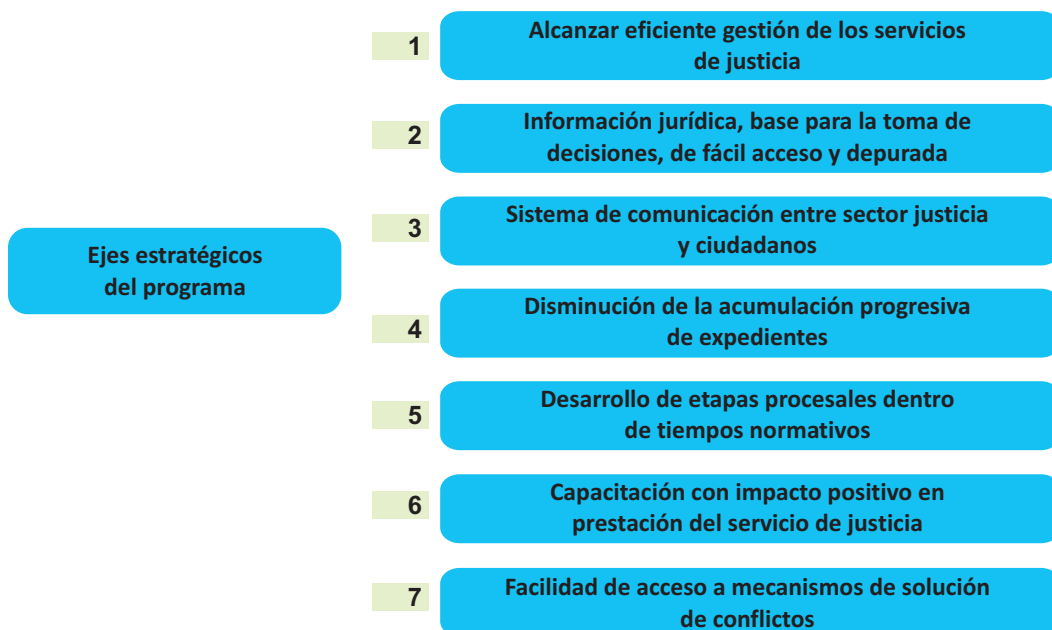 Ejes estratégicos
del programa
1
Alcanzar eficiente gestión de los servicios
de justicia
2
Información jurídica, base para la toma de
decisiones, de fácil acceso y depurada
3
Sistema de comunicación entre sector justicia
y ciudadanos
4
Disminución de la acumulación progresiva
de expedientes
5
Desarrollo de etapas procesales dentro
de tiempos normativos
6
Capacitación con impacto positivo en
prestación del servicio de justicia
7
Facilidad de acceso a mecanismos de solución
de conflictos